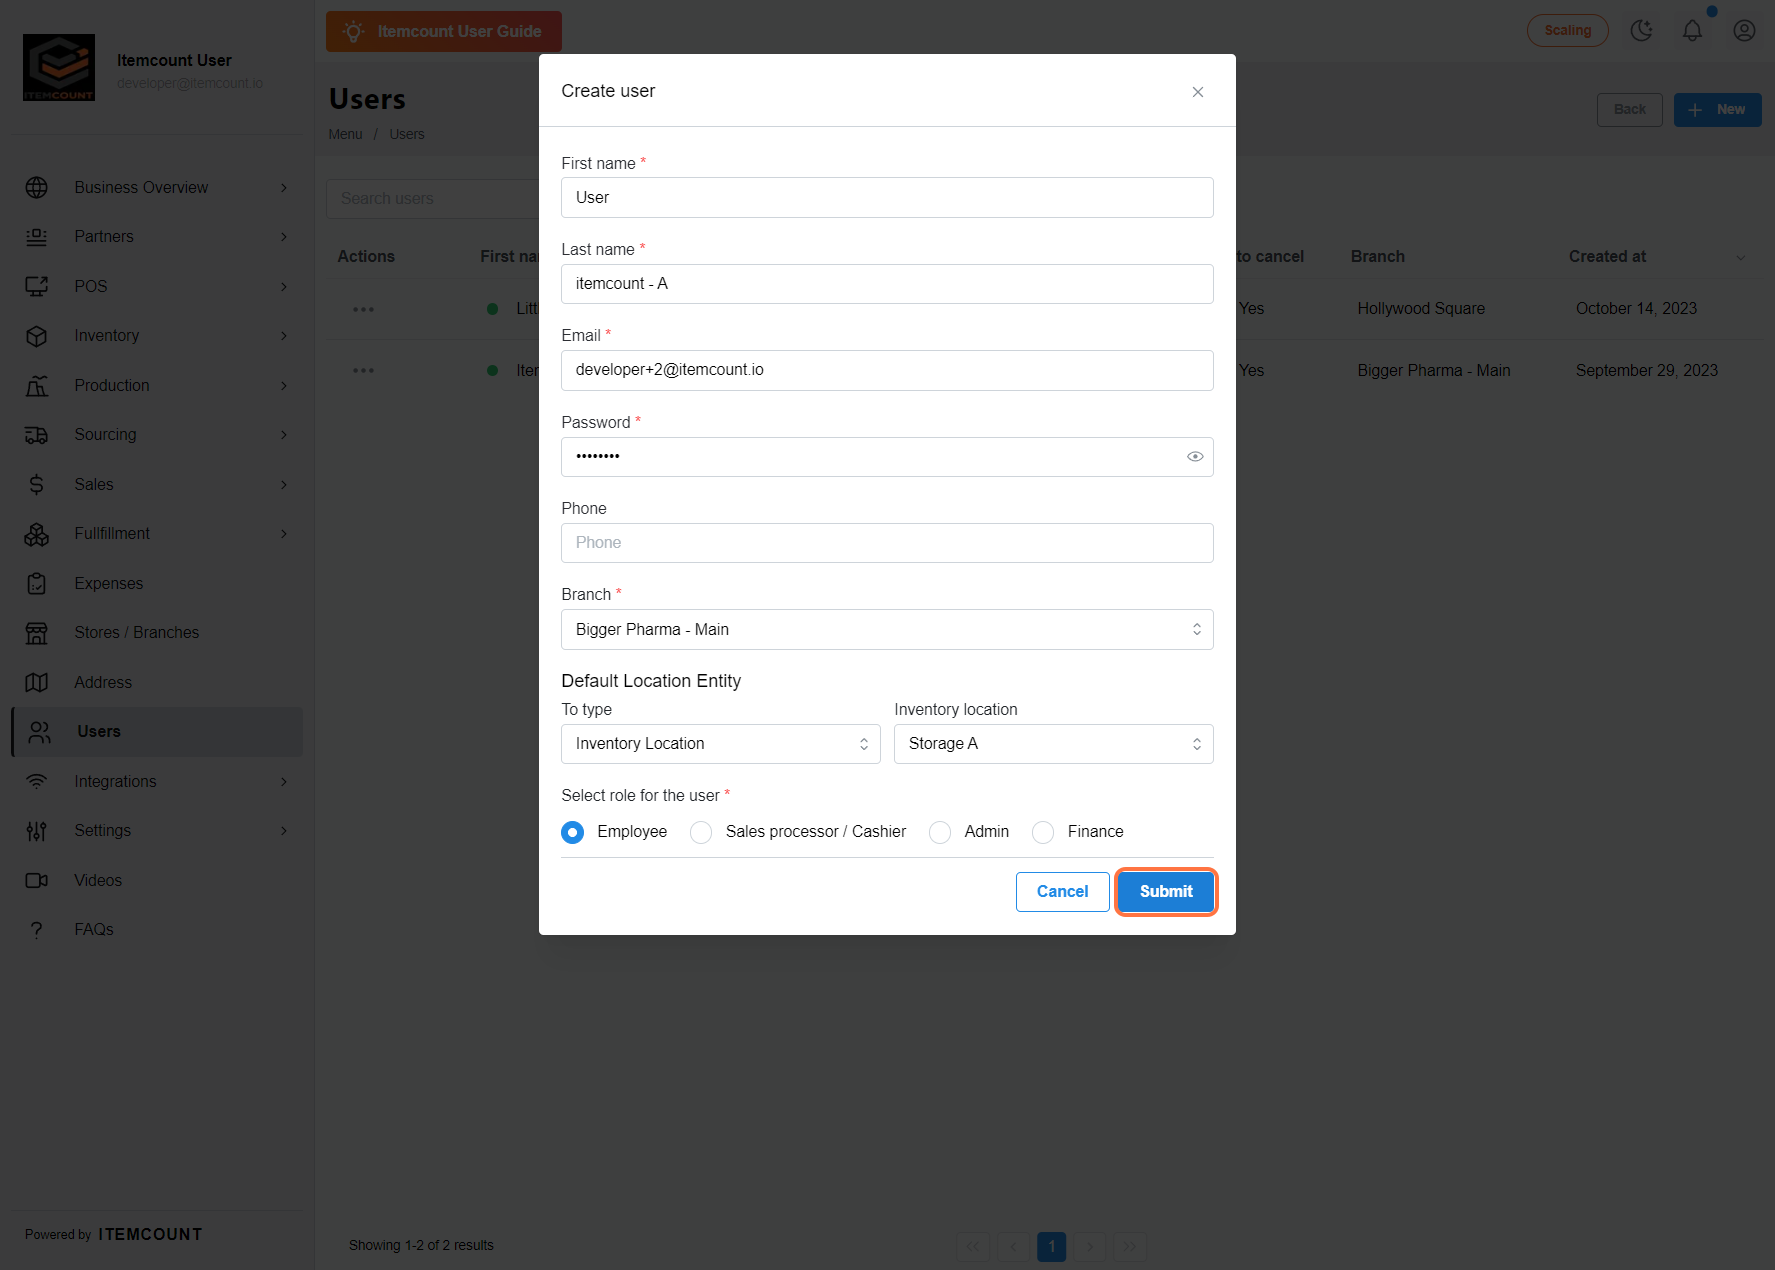 ITEMCOUNT
Itemcount User
developer@itemcount.io
Business Overview
Partners
POS
Inventory
Production
Sourcing
Sales
Fullfillment
Expenses
Stores / Branches
Address
Users
Integrations
Settings
Videos
? FAQs
Powered by ITEMCOUNT
Itemcount User Guide
Scaling
Users
Menu / Users
Back
+ New
Search users
Actions First na to cancel Branch Created at
••• Litt Yes Hollywood Square October 14, 2023
••• Iter Yes Bigger Pharma - Main September 29, 2023
Showing 1-2 of 2 results
<< < 1 > >>
Create user
First name *
User
Last name *
itemcount - A
Email *
developer+2@itemcount.io
Password *
••••••••
Phone
Phone
Branch *
Bigger Pharma - Main
Default Location Entity
To type Inventory location
Inventory Location Storage A
Select role for the user *
Employee Sales processor / Cashier Admin Finance
Cancel Submit